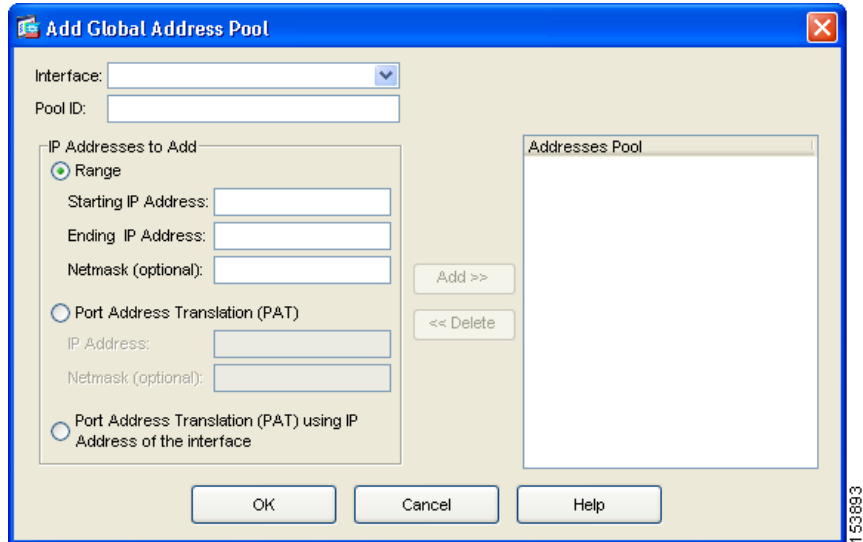 Add Global Address Pool
Interface:
Pool ID:
IP Addresses to Add
Range
Starting IP Address:
Ending IP Address:
Netmask (optional):
Port Address Translation (PAT)
IP Address:
Netmask (optional):
Port Address Translation (PAT) using IP
Address of the interface
Add >>
<< Delete
Addresses Pool
OK
Cancel
Help
153893